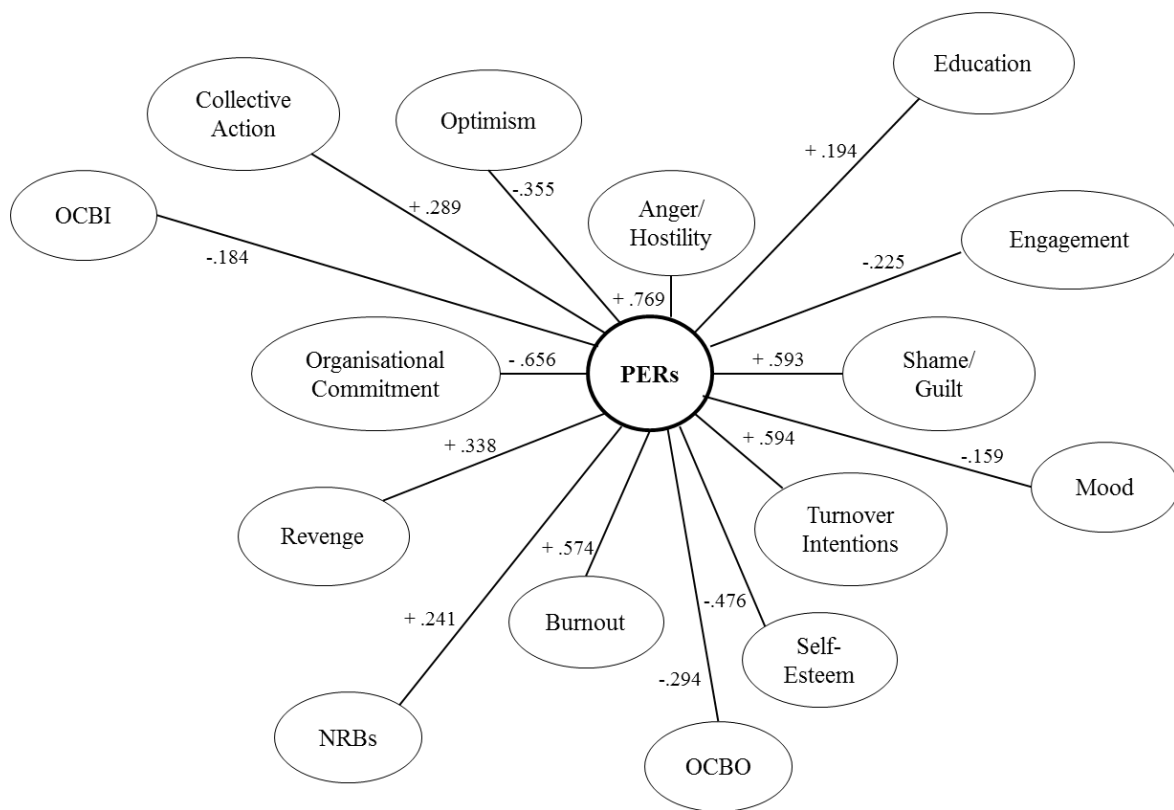 Education
Collective
Action
Optimism
+ .194
-.355
OCBI
+ .289
Anger/
Hostility
Engagement
-.184
-.225
+ .769
Organisational
Commitment
- .656
PERs
+ .593
Shame/
Guilt
+ .338
+ .594
-.159
Mood
Revenge
Turnover
Intentions
+ .574
-.476
+ .241
Burnout
Self-
Esteem
-.294
NRBs
OCBO